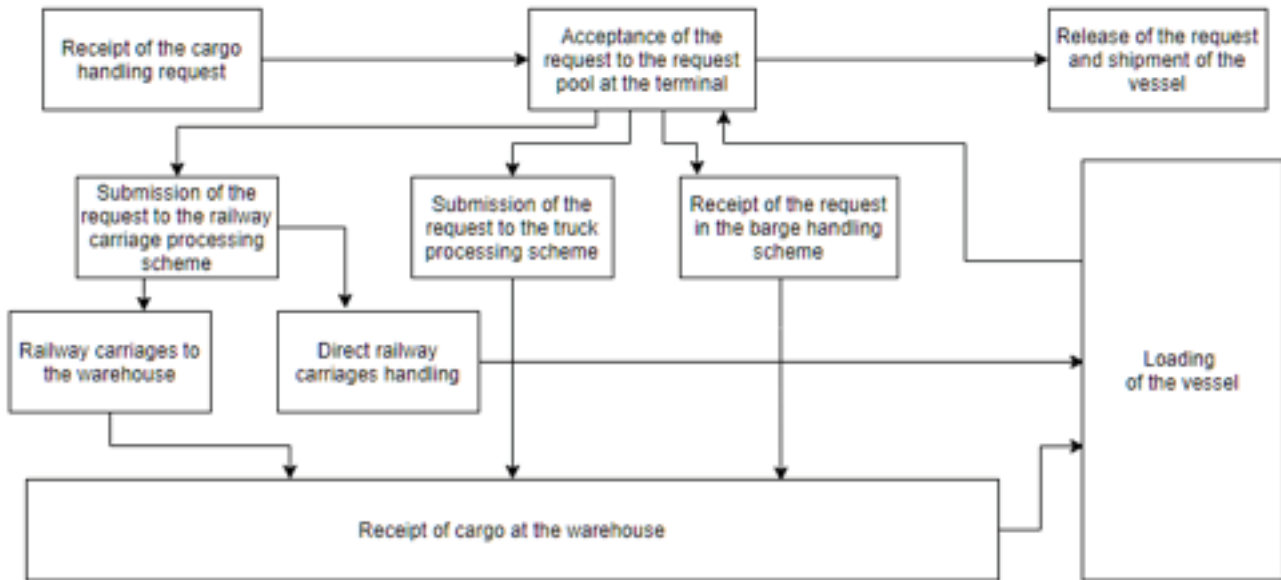 Receipt of the cargo
handling request
Acceptance of the
request to the request
pool at the terminal
Release of the request
and shipment of the
vessel
Submission of the
request to the railway
carriage processing
scheme
Submission of the
request to the truck
processing scheme
Receipt of the request
in the barge handling
scheme
Railway carriages to
the warehouse
Direct railway
carriages handling
Loading
of the vessel
Receipt of cargo at the warehouse